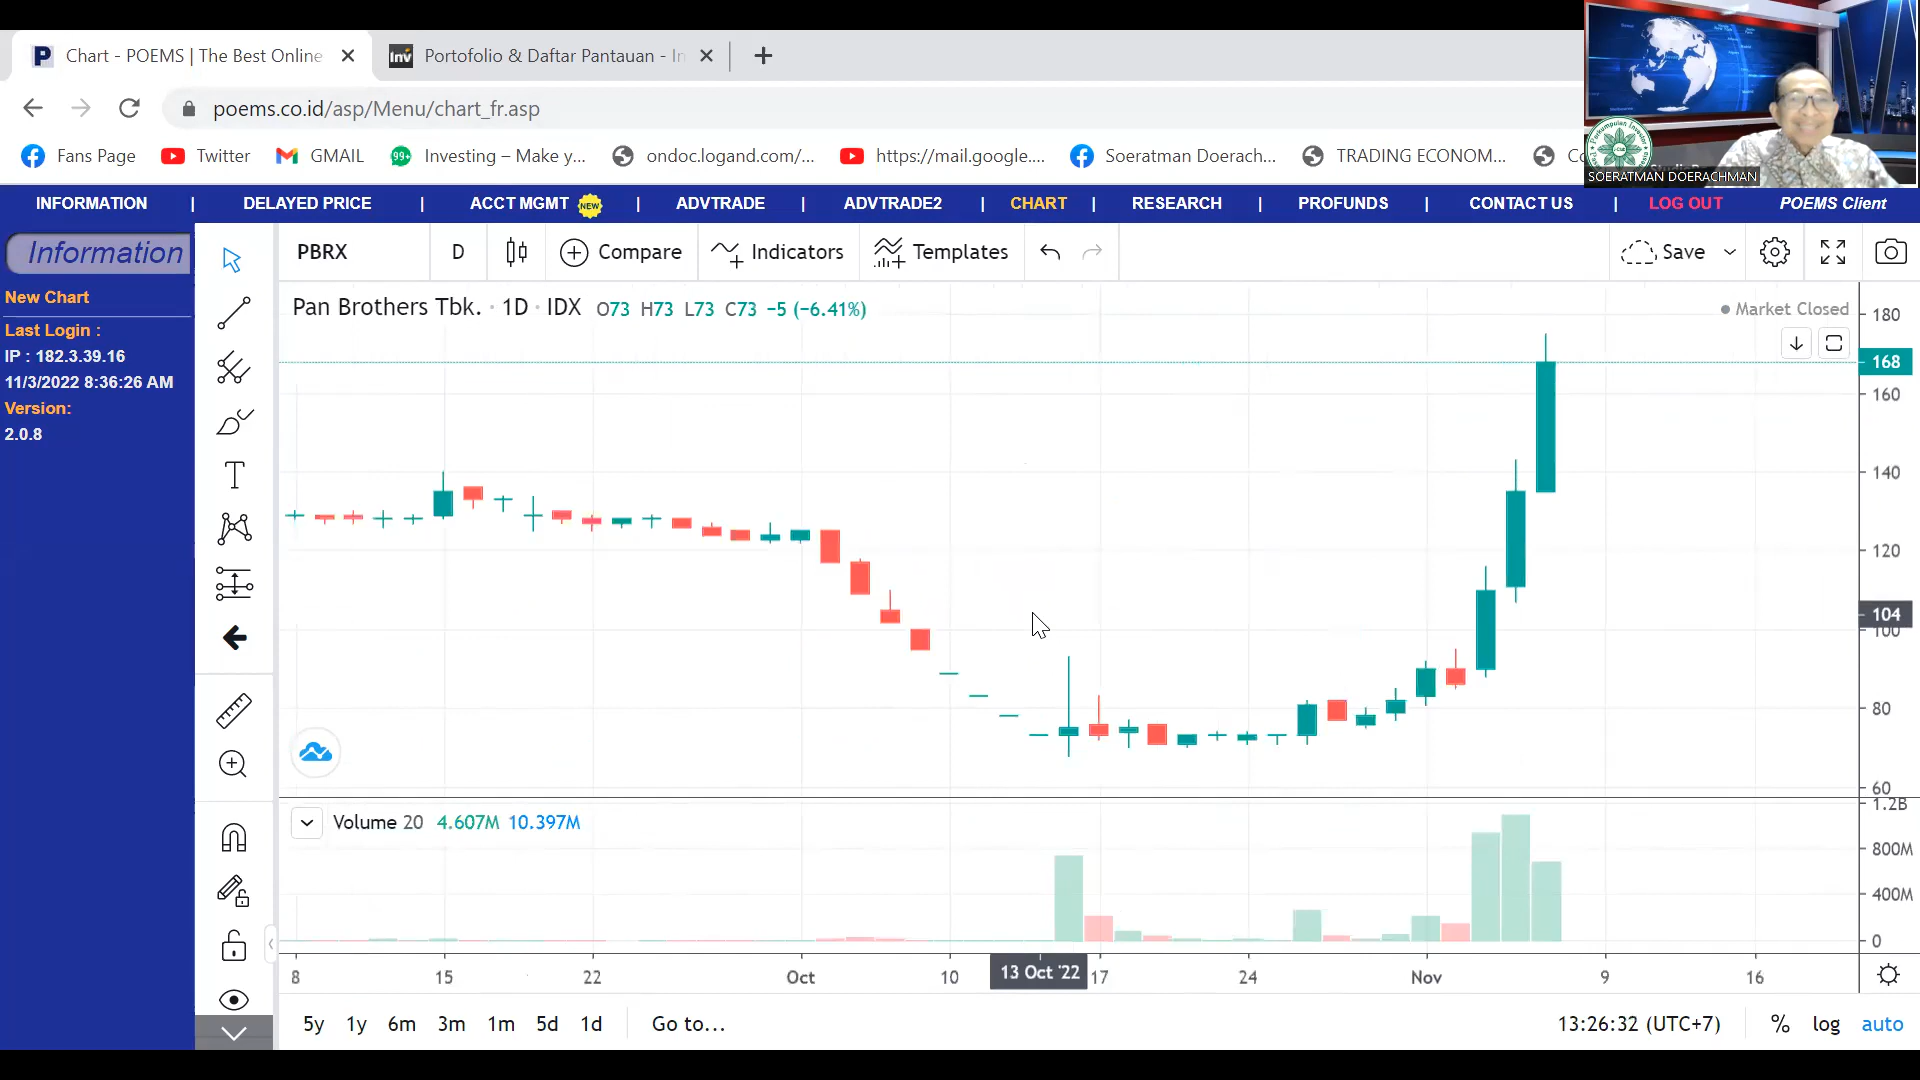 Chart - POEMS | The Best Online
Portofolio & Daftar Pantauan - In
poems.co.id/asp/Menu/chart_fr.asp
Fans Page
Twitter
GMAIL
99+
Investing – Make y...
ondoc.logand.com/...
https://mail.google....
Soeratman Doerach...
TRADING ECONOM...
SOERATMAN DOERACHMAN
INFORMATION | DELAYED PRICE | ACCT MGMT NEW | ADVTRADE | ADVTRADE2 | CHART | RESEARCH | PROFUNDS | CONTACT US | LOG OUT POEMS Client
Information
New Chart
Last Login :
IP : 182.3.39.16
11/3/2022 8:36:26 AM
Version:
2.0.8
PBRX D Compare Indicators Templates Save
Pan Brothers Tbk. · 1D · IDX O73 H73 L73 C73 −5 (−6.41%)
Market Closed
180
168
160
140
120
104
100
80
60
Volume 20 4.607M 10.397M
1.2B
800M
400M
0
8 15 22 Oct 10 13 Oct '22 17 24 Nov 9 16
5y 1y 6m 3m 1m 5d 1d Go to... 13:26:32 (UTC+7) % log auto